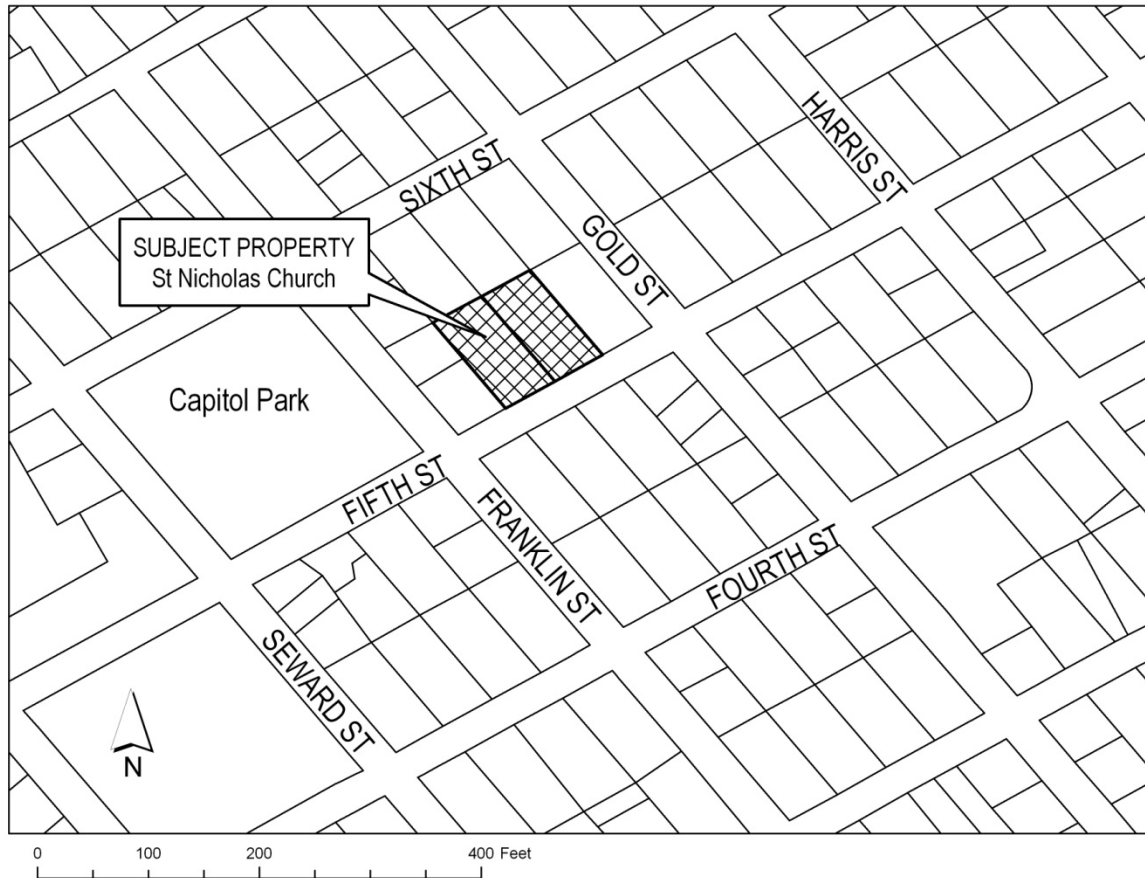 HARRIS ST
SIXTH ST
GOLD ST
SUBJECT PROPERTY
St Nicholas Church
Capitol Park
FIFTH ST
FRANKLIN ST
FOURTH ST
SEWARD ST
N
0 100 200 400 Feet